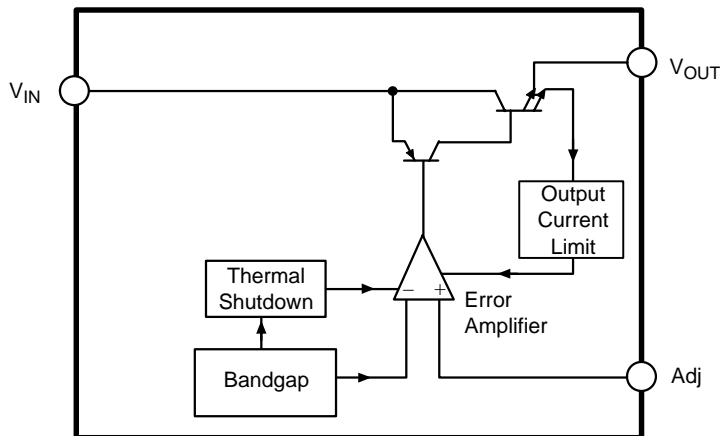 V_IN
V_OUT
Output
Current
Limit
Thermal
Shutdown
− +
Error
Amplifier
Bandgap
Adj